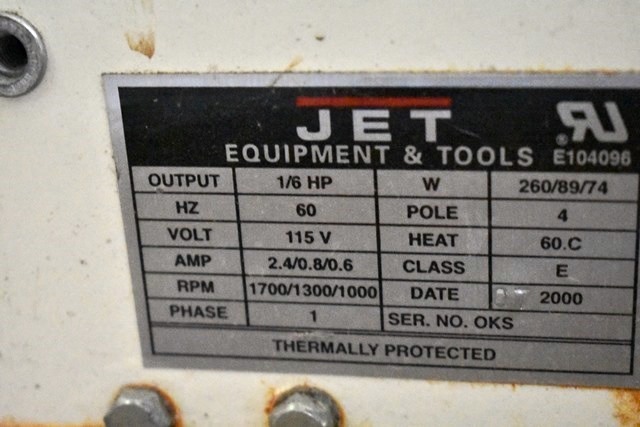 JET
EQUIPMENT & TOOLS E104096
OUTPUT 1/6 HP W 260/89/74
HZ 60 POLE 4
VOLT 115 V HEAT 60.C
AMP 2.4/0.8/0.6 CLASS E
RPM 1700/1300/1000 DATE 2000
PHASE 1 SER. NO. OKS
THERMALLY PROTECTED